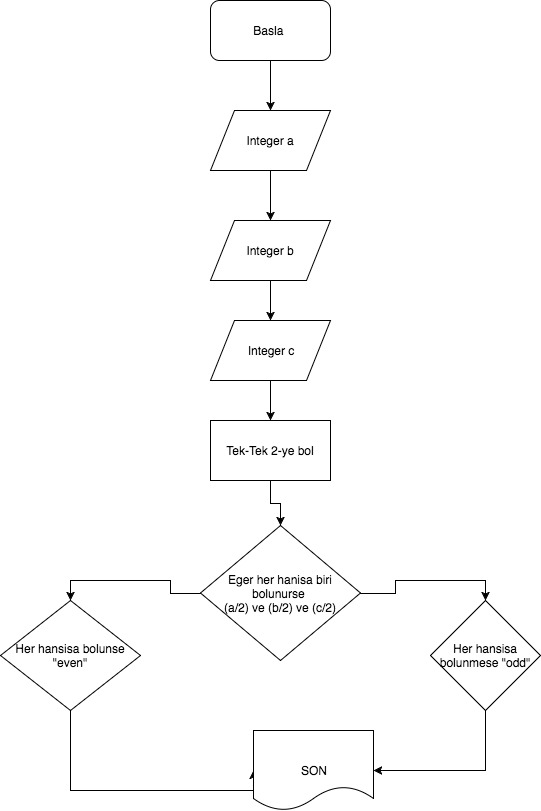 Basla
Integer a
Integer b
Integer c
Tek-Tek 2-ye bol
Eger her hanisa biri
bolunurse
(a/2) ve (b/2) ve (c/2)
Her hansisa bolunse
"even"
Her hansisa
bolunmese "odd"
SON